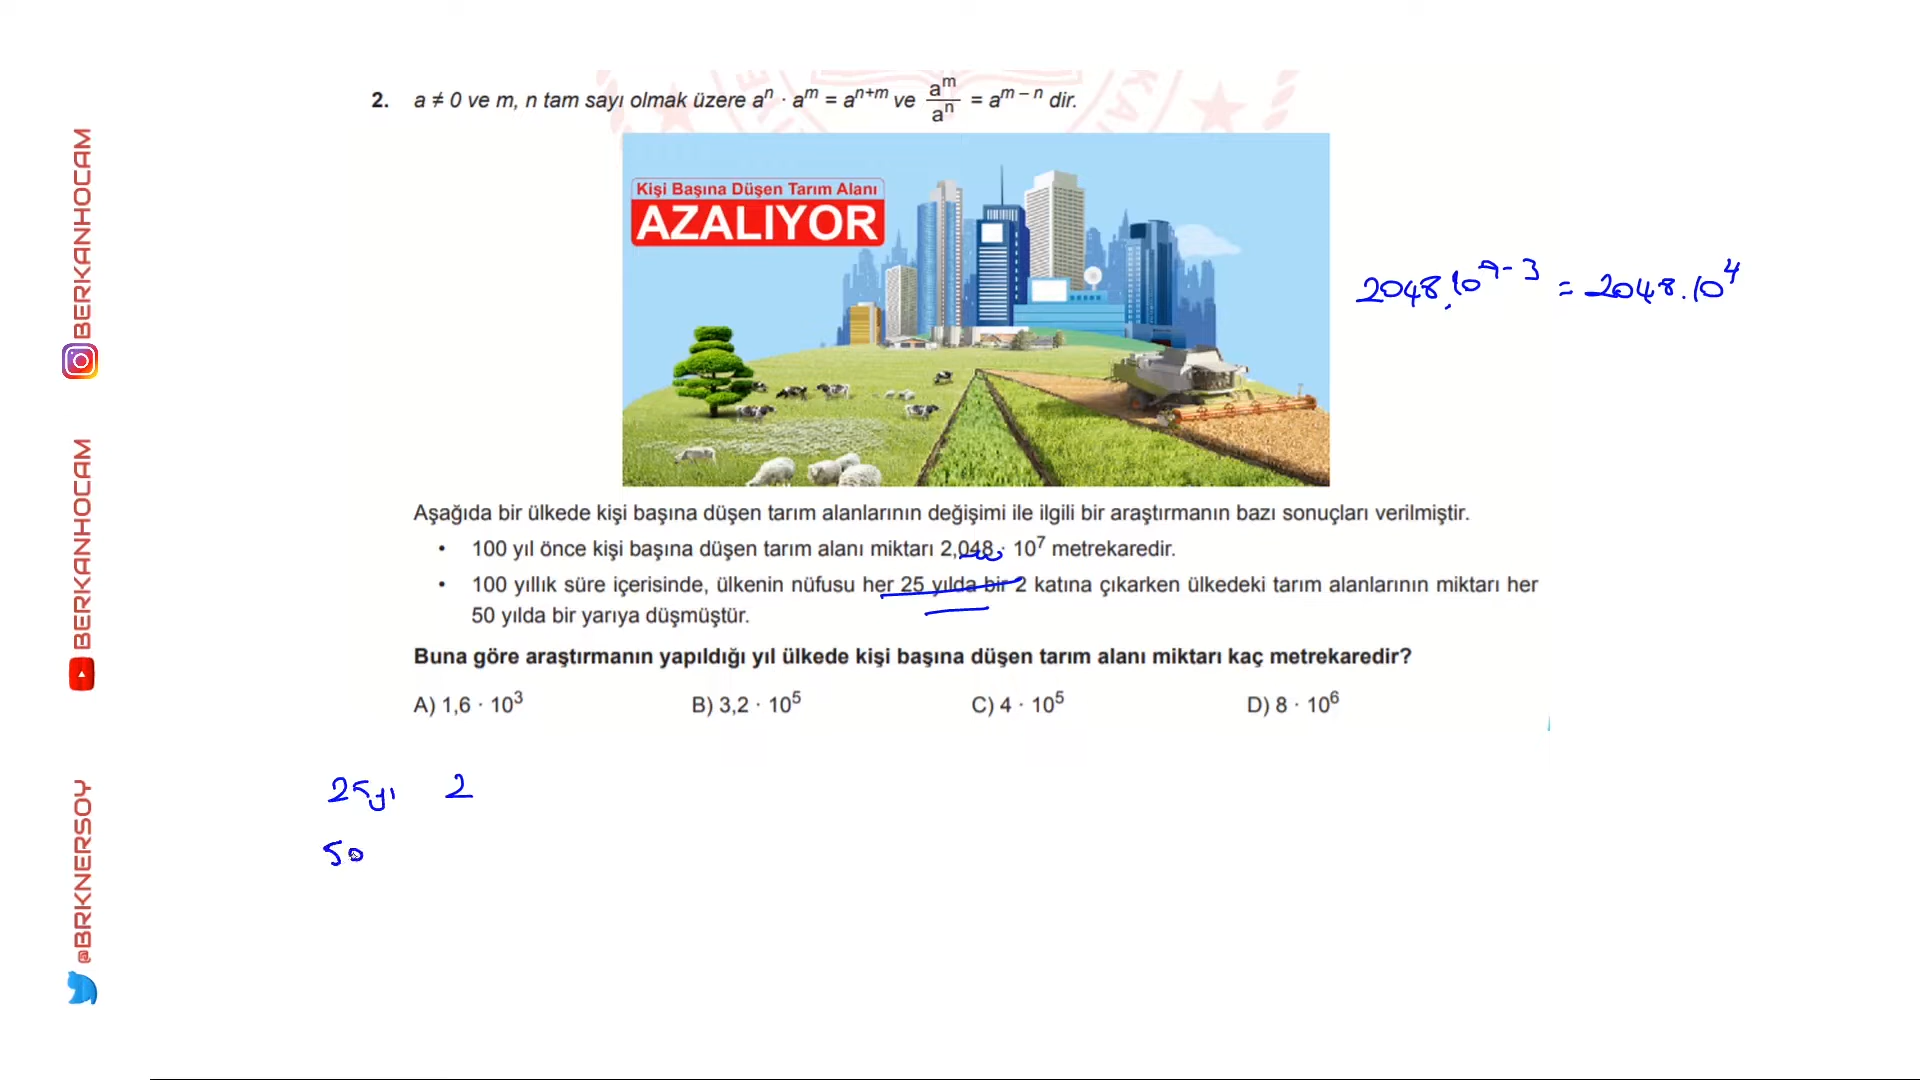 2. a ≠ 0 ve m, n tam sayı olmak üzere aⁿ · aᵐ = aⁿ⁺ᵐ ve aᵐ/aⁿ = aᵐ⁻ⁿ dir.
Kişi Başına Düşen Tarım Alanı
AZALIYOR
2048.10⁷⁻³ = 2048.10⁴
Aşağıda bir ülkede kişi başına düşen tarım alanlarının değişimi ile ilgili bir araştırmanın bazı sonuçları verilmiştir.
• 100 yıl önce kişi başına düşen tarım alanı miktarı 2,048 · 10⁷ metrekaredir.
• 100 yıllık süre içerisinde, ülkenin nüfusu her 25 yılda bir 2 katına çıkarken ülkedeki tarım alanlarının miktarı her
50 yılda bir yarıya düşmüştür.
Buna göre araştırmanın yapıldığı yıl ülkede kişi başına düşen tarım alanı miktarı kaç metrekaredir?
A) 1,6 · 10³ B) 3,2 · 10⁵ C) 4 · 10⁵ D) 8 · 10⁶
25yı 2
50
BERKANHOCAM
BERKANHOCAM
@BRKNERSOY